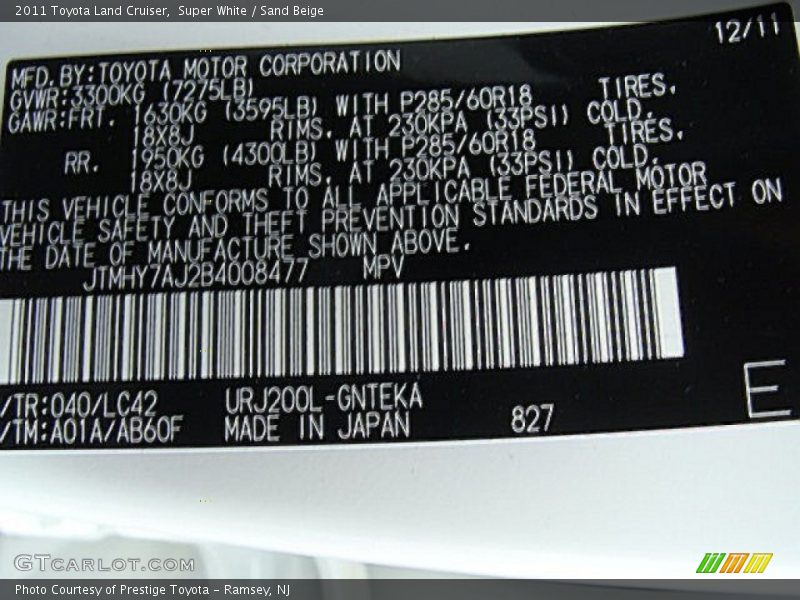 2011 Toyota Land Cruiser, Super White / Sand Beige
12/11
MFD. BY:TOYOTA MOTOR CORPORATION
GVWR:3300KG (7275LB)
GAWR:FRT. 1630KG (3595LB) WITH P285/60R18 TIRES,
18X8J RIMS, AT 230KPA (33PSI) COLD.
RR. 1950KG (4300LB) WITH P285/60R18 TIRES,
18X8J RIMS, AT 230KPA (33PSI) COLD.
THIS VEHICLE CONFORMS TO ALL APPLICABLE FEDERAL MOTOR
VEHICLE SAFETY AND THEFT PREVENTION STANDARDS IN EFFECT ON
THE DATE OF MANUFACTURE SHOWN ABOVE.
JTMHY7AJ2B4008477 MPV
/TR:040/LC42 URJ200L-GNTEKA
/TM:A01A/AB60F MADE IN JAPAN 827
E
GTcarlot.com
Photo Courtesy of Prestige Toyota - Ramsey, NJ